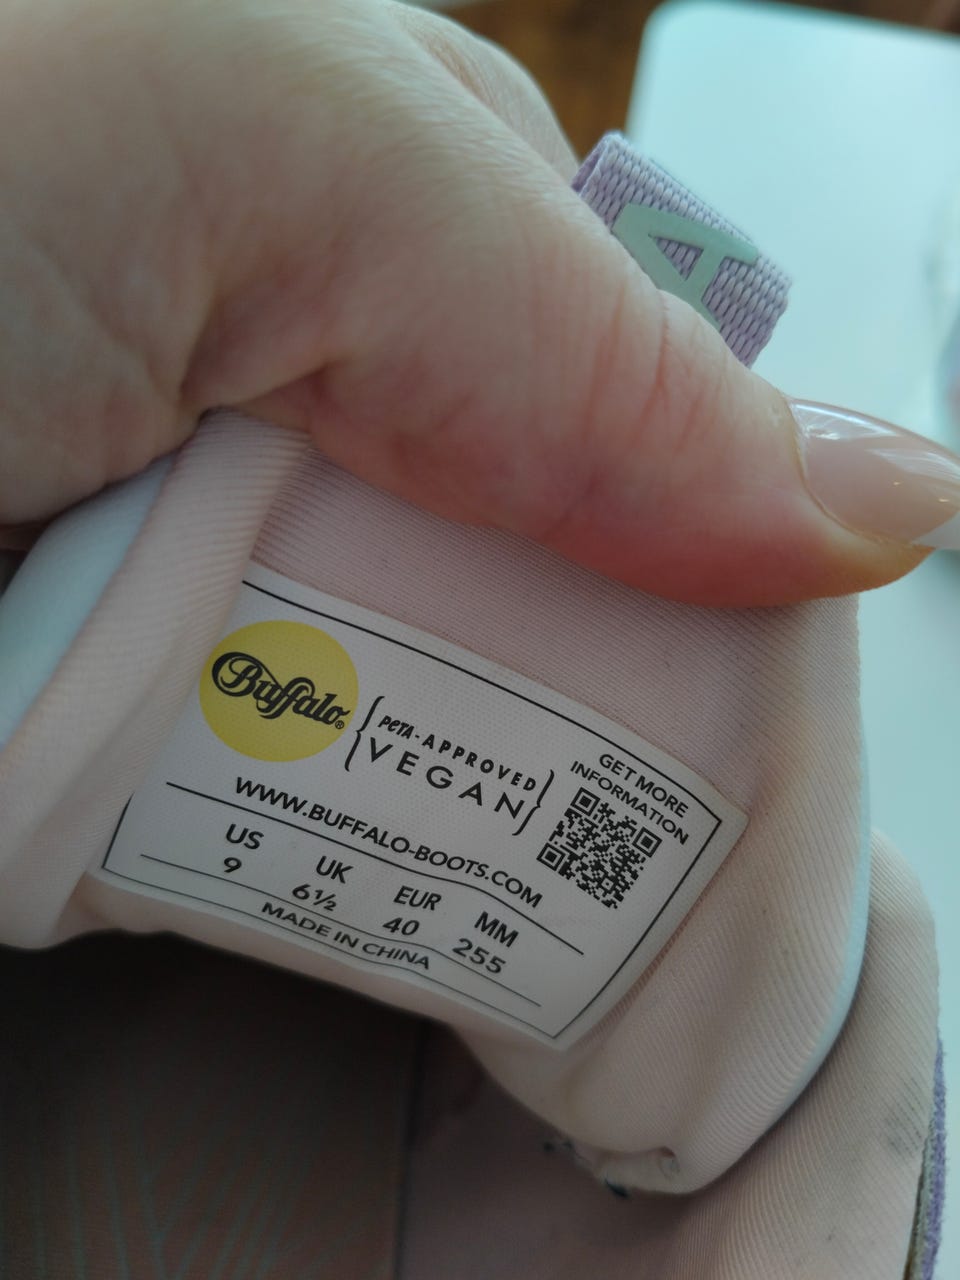 A
Buffalo®
PETA-APPROVED
VEGAN
GET MORE
INFORMATION
WWW.BUFFALO-BOOTS.COM
US UK EUR MM
9 6½ 40 255
MADE IN CHINA